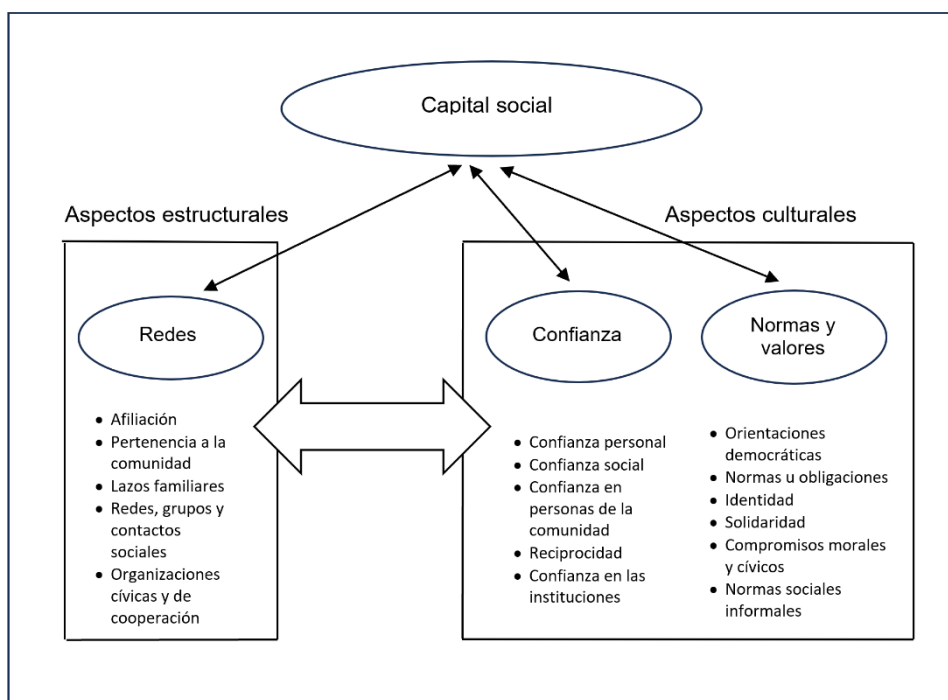 Capital social
Aspectos estructurales
Aspectos culturales
Redes
Confianza
Normas y
valores
• Afiliación
• Pertenencia a la
comunidad
• Lazos familiares
• Redes, grupos y
contactos
sociales
• Organizaciones
cívicas y de
cooperación
• Confianza personal
• Confianza social
• Confianza en
personas de la
comunidad
• Reciprocidad
• Confianza en las
instituciones
• Orientaciones
democráticas
• Normas u obligaciones
• Identidad
• Solidaridad
• Compromisos morales
y cívicos
• Normas sociales
informales